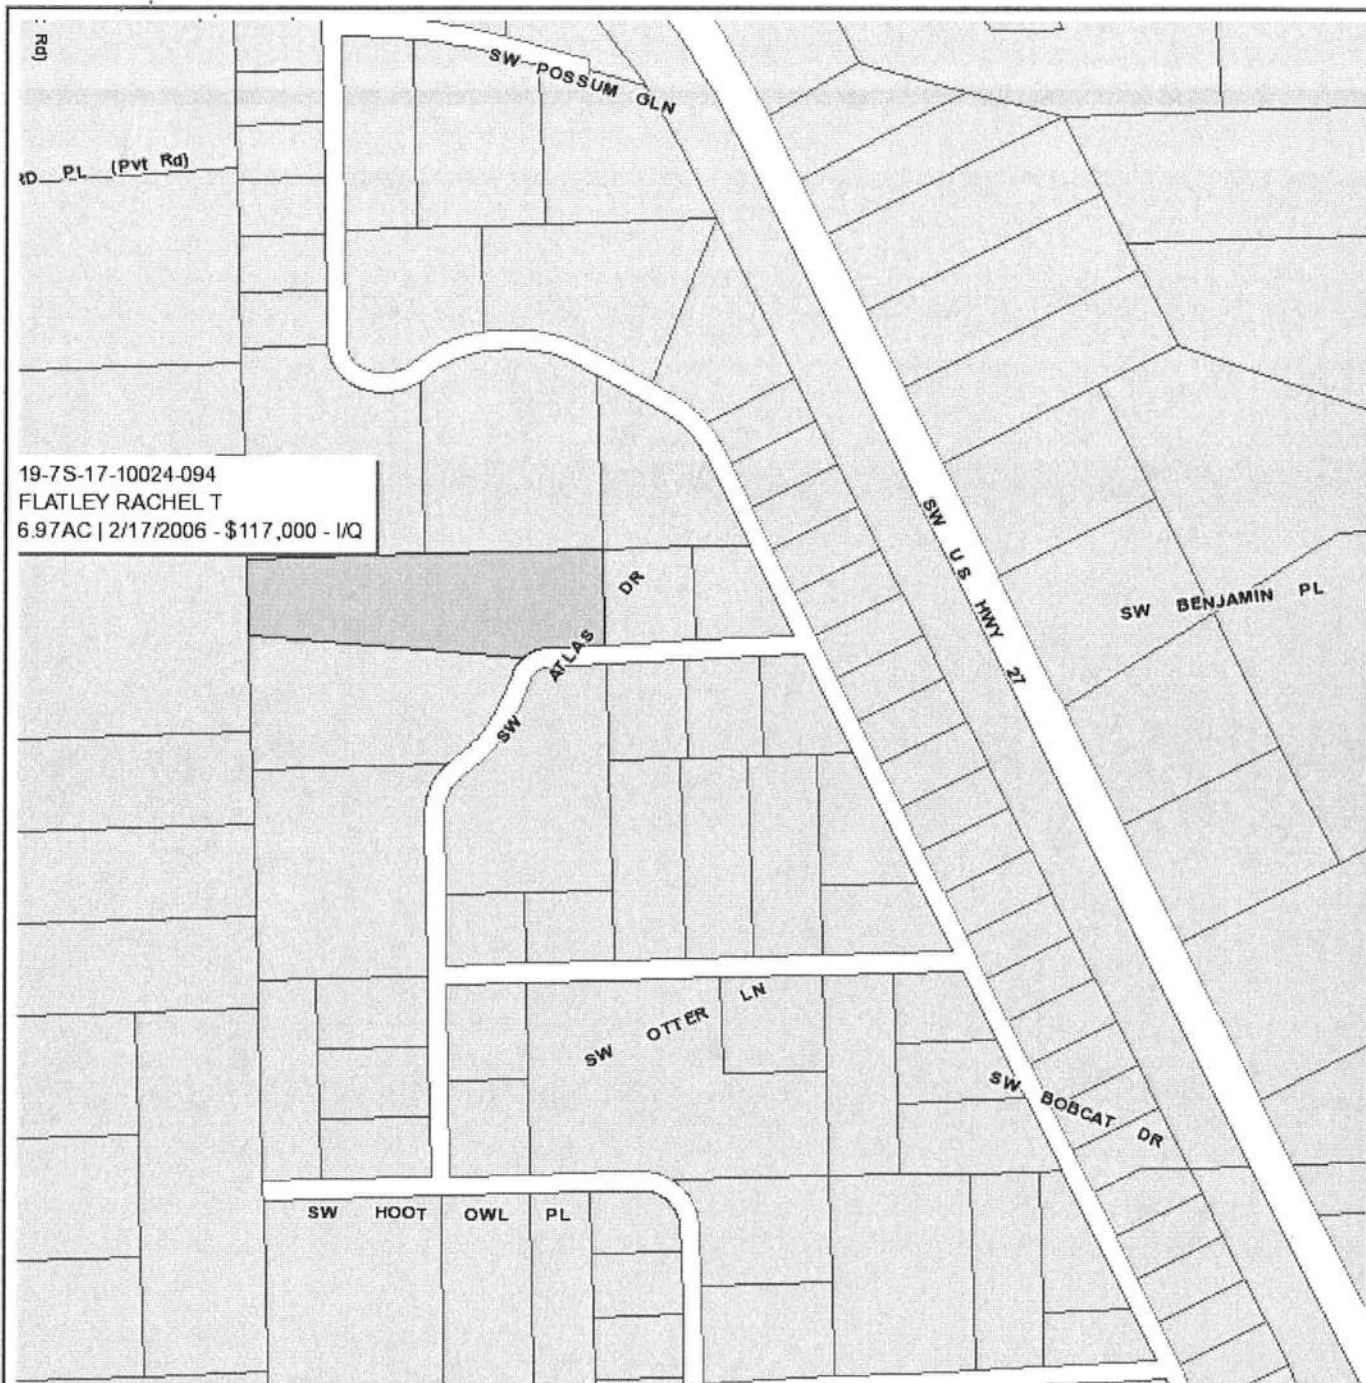 Rd)
SW POSSUM GLN
RD PL (Pvt Rd)
19-7S-17-10024-094
FLATLEY RACHEL T
6.97AC | 2/17/2006 - $117,000 - I/Q
SW US HWY 27
SW BENJAMIN PL
SW ATLAS DR
SW OTTER LN
SW BOBCAT DR
SW HOOT OWL PL